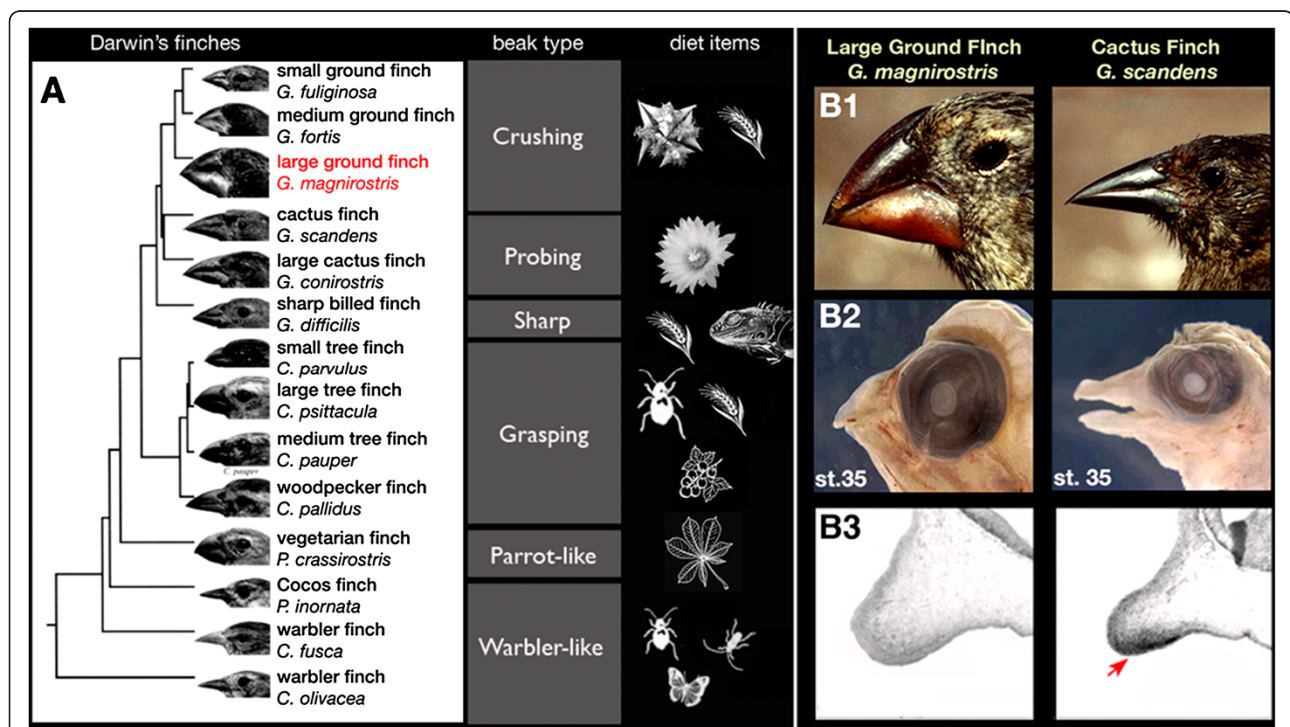 Darwin's finches
beak type
diet items
A
small ground finch
G. fuliginosa
medium ground finch
G. fortis
large ground finch
G. magnirostris
cactus finch
G. scandens
large cactus finch
G. conirostris
sharp billed finch
G. difficilis
small tree finch
C. parvulus
large tree finch
C. psittacula
medium tree finch
C. pauper
C. pauper
woodpecker finch
C. pallidus
vegetarian finch
P. crassirostris
Cocos finch
P. inornata
warbler finch
C. fusca
warbler finch
C. olivacea
Crushing
Probing
Sharp
Grasping
Parrot-like
Warbler-like
Large Ground FInch
G. magnirostris
Cactus Finch
G. scandens
B1
B2
st.35
st. 35
B3